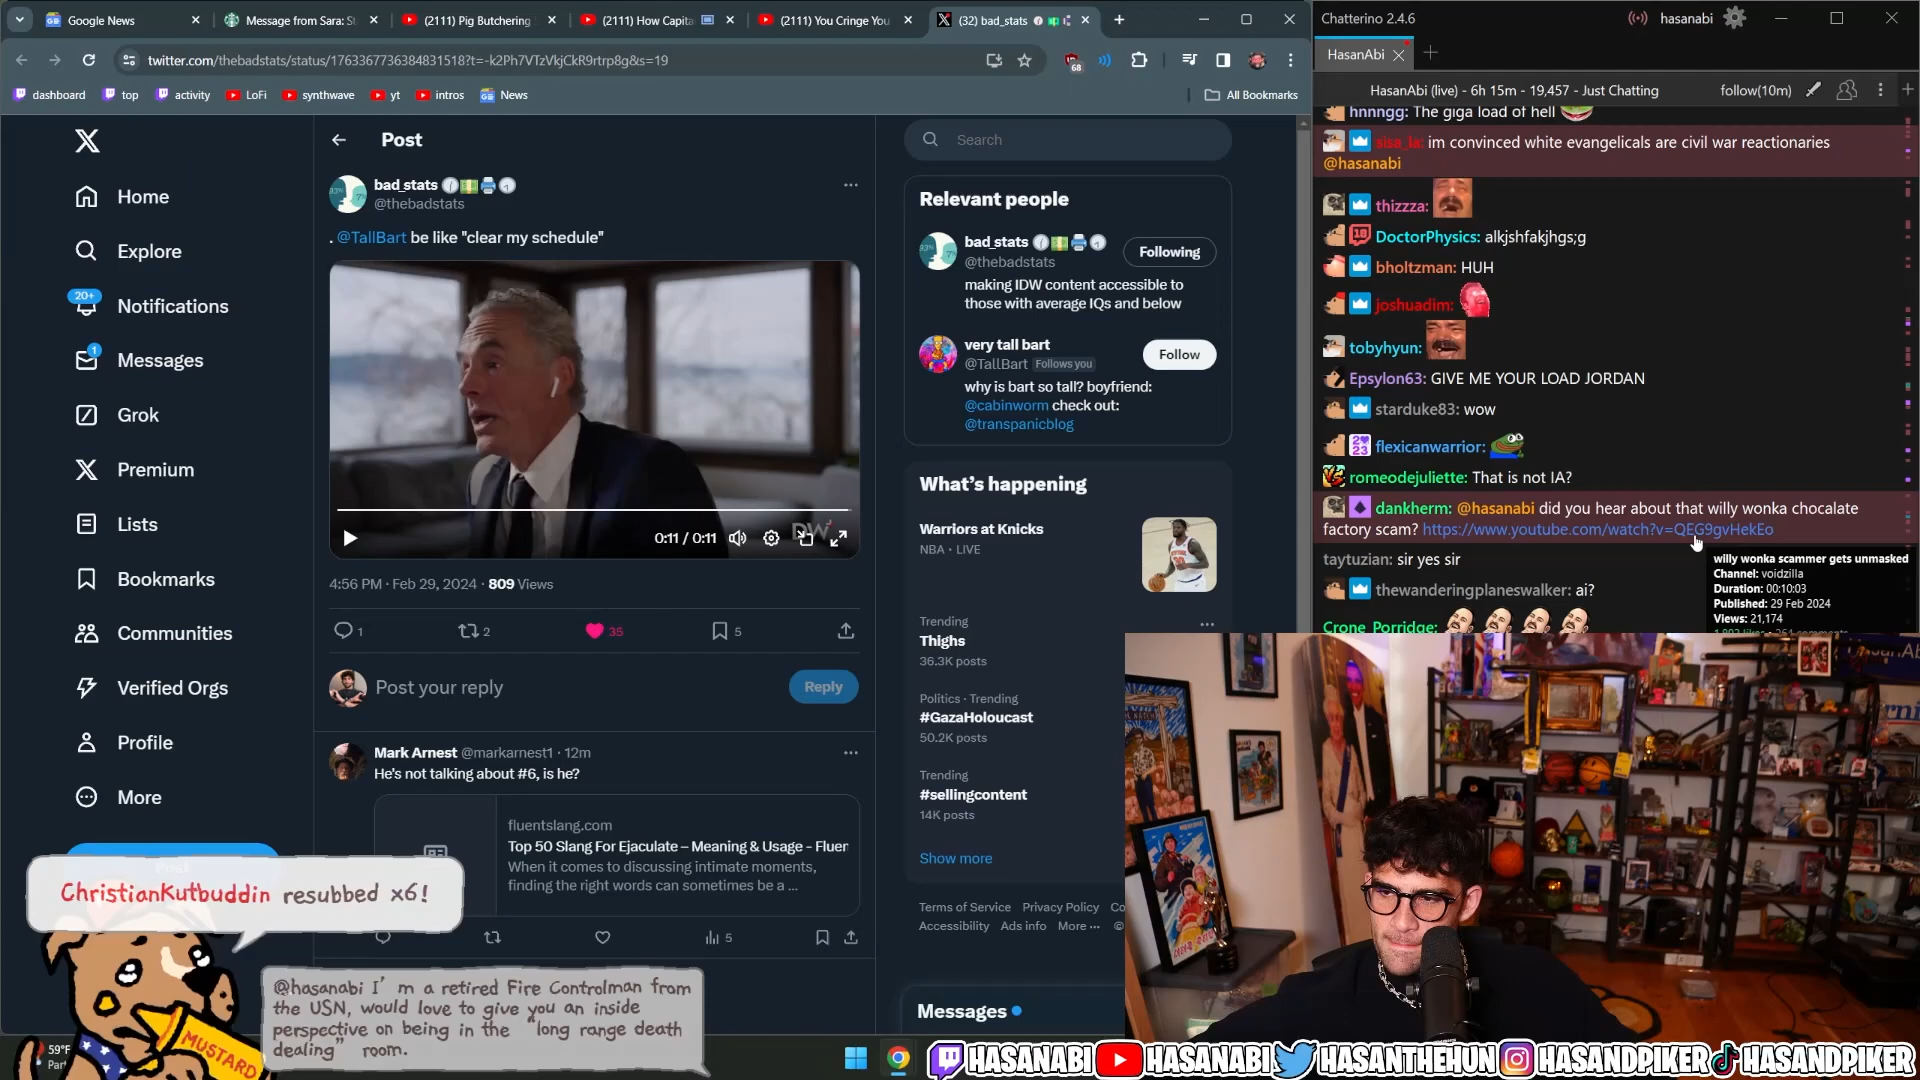 Google News
Message from Sara: St
(2111) Pig Butchering
(2111) How Capita
(2111) You Cringe You
(32) bad_stats
twitter.com/thebadstats/status/1763367736384831518?t=-k2Ph7VTzVkjCkR9rtrp8g&s=19
68
dashboard
top
activity
LoFi
synthwave
yt
intros
News
All Bookmarks
Home
Explore
20+
Notifications
1
Messages
Grok
Premium
Lists
Bookmarks
Communities
Verified Orgs
Profile
More
Post
bad_stats
@thebadstats
. @TallBart be like "clear my schedule"
0:11 / 0:11
DW
4:56 PM · Feb 29, 2024 · 809 Views
1
2
35
5
Post your reply
Reply
Mark Arnest @markarnest1 · 12m
He's not talking about #6, is he?
fluentslang.com
Top 50 Slang For Ejaculate – Meaning & Usage - Fluen
When it comes to discussing intimate moments,
finding the right words can sometimes be a ...
5
Search
Relevant people
bad_stats
@thebadstats
Following
making IDW content accessible to
those with average IQs and below
very tall bart
@TallBart Follows you
Follow
why is bart so tall? boyfriend:
@cabinworm check out:
@transpanicblog
What's happening
Warriors at Knicks
NBA · LIVE
Trending
Thighs
36.3K posts
Politics · Trending
#GazaHoloucast
50.2K posts
Trending
#sellingcontent
14K posts
Show more
Terms of Service Privacy Policy Co
Accessibility Ads info More ··· ©
Messages
Chatterino 2.4.6
hasanabi
HasanAbi
HasanAbi (live) - 6h 15m - 19,457 - Just Chatting
follow(10m)
hnnngg: The giga load of hell
sisa_la: im convinced white evangelicals are civil war reactionaries
@hasanabi
thizzza:
DoctorPhysics: alkjshfakjhgs;g
bholtzman: HUH
joshuadim:
tobyhyun:
Epsylon63: GIVE ME YOUR LOAD JORDAN
starduke83: wow
flexicanwarrior:
romeodejuliette: That is not IA?
dankherm: @hasanabi did you hear about that willy wonka chocalate
factory scam? https://www.youtube.com/watch?v=QEG9gvHekEo
taytuzian: sir yes sir
thewanderingplaneswalker: ai?
Crone_Porridge:
willy wonka scammer gets unmasked
Channel: voidzilla
Duration: 00:10:03
Published: 29 Feb 2024
Views: 21,174
ChristianKutbuddin resubbed x6!
@hasanabi I'm a retired Fire Controlman from
the USN, would love to give you an inside
perspective on being in the "long range death
dealing" room.
MUSTARD
59°F
HASANABI
HASANABI
HASANTHEHUN
HASANDPIKER
HASANDPIKER